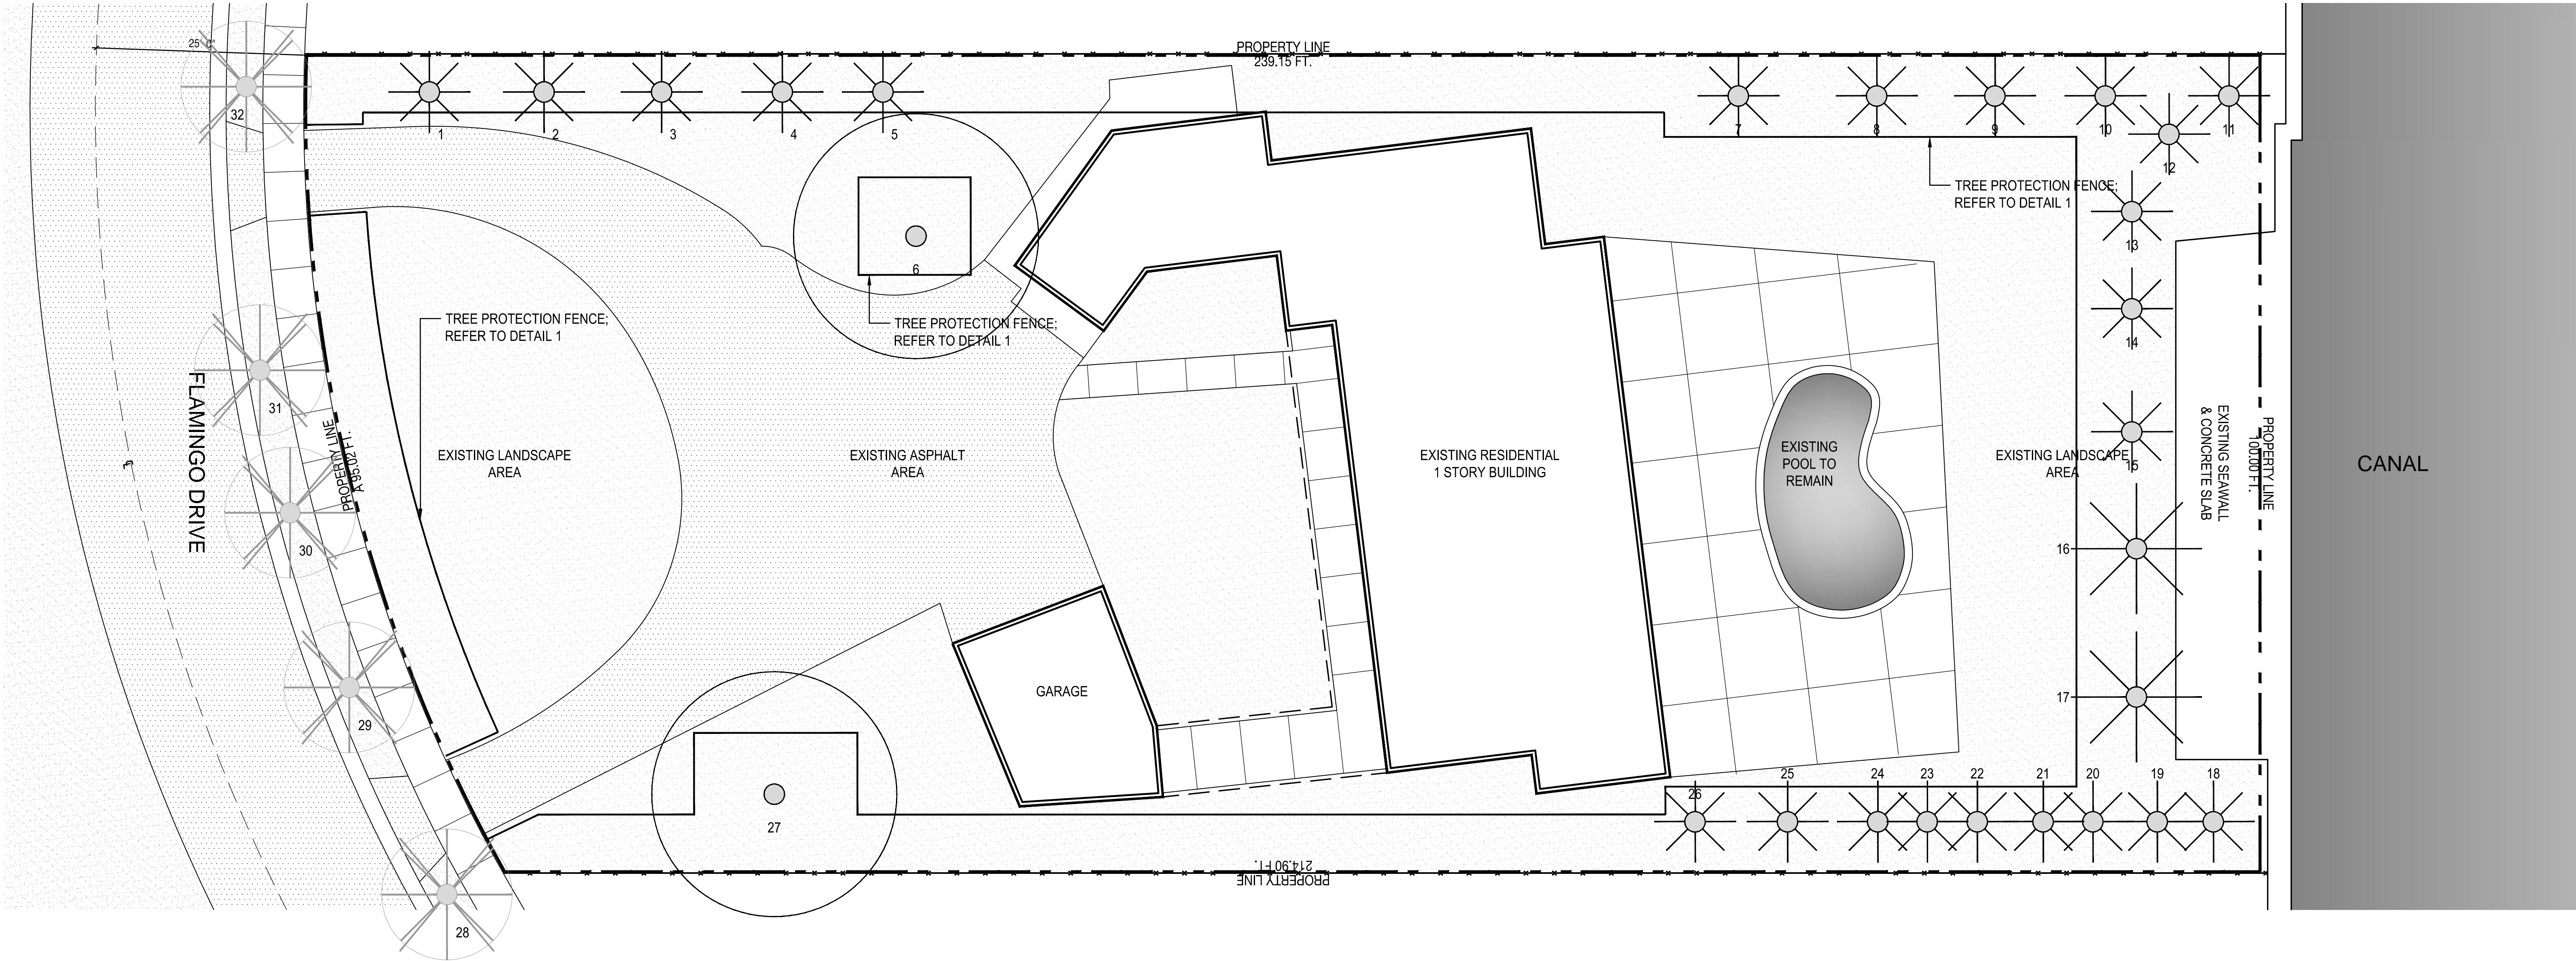 PROPERTY LINE
239.15 FT.
25'-0"
32
1
2
3
4
5
7
8
9
10
11
12
6
TREE PROTECTION FENCE;
REFER TO DETAIL 1
13
TREE PROTECTION FENCE;
REFER TO DETAIL 1
TREE PROTECTION FENCE;
REFER TO DETAIL 1
14
31
FLAMINGO DRIVE
PROPERTY LINE
A 95.02 FT.
EXISTING LANDSCAPE
AREA
EXISTING ASPHALT
AREA
EXISTING RESIDENTIAL
1 STORY BUILDING
EXISTING
POOL TO
REMAIN
EXISTING LANDSCAPE
AREA
15
EXISTING SEAWALL
& CONCRETE SLAB
PROPERTY LINE
100.00 FT.
CANAL
30
16
GARAGE
17
29
26
25
24
23
22
21
20
19
18
27
214.90 FT.
PROPERTY LINE
28